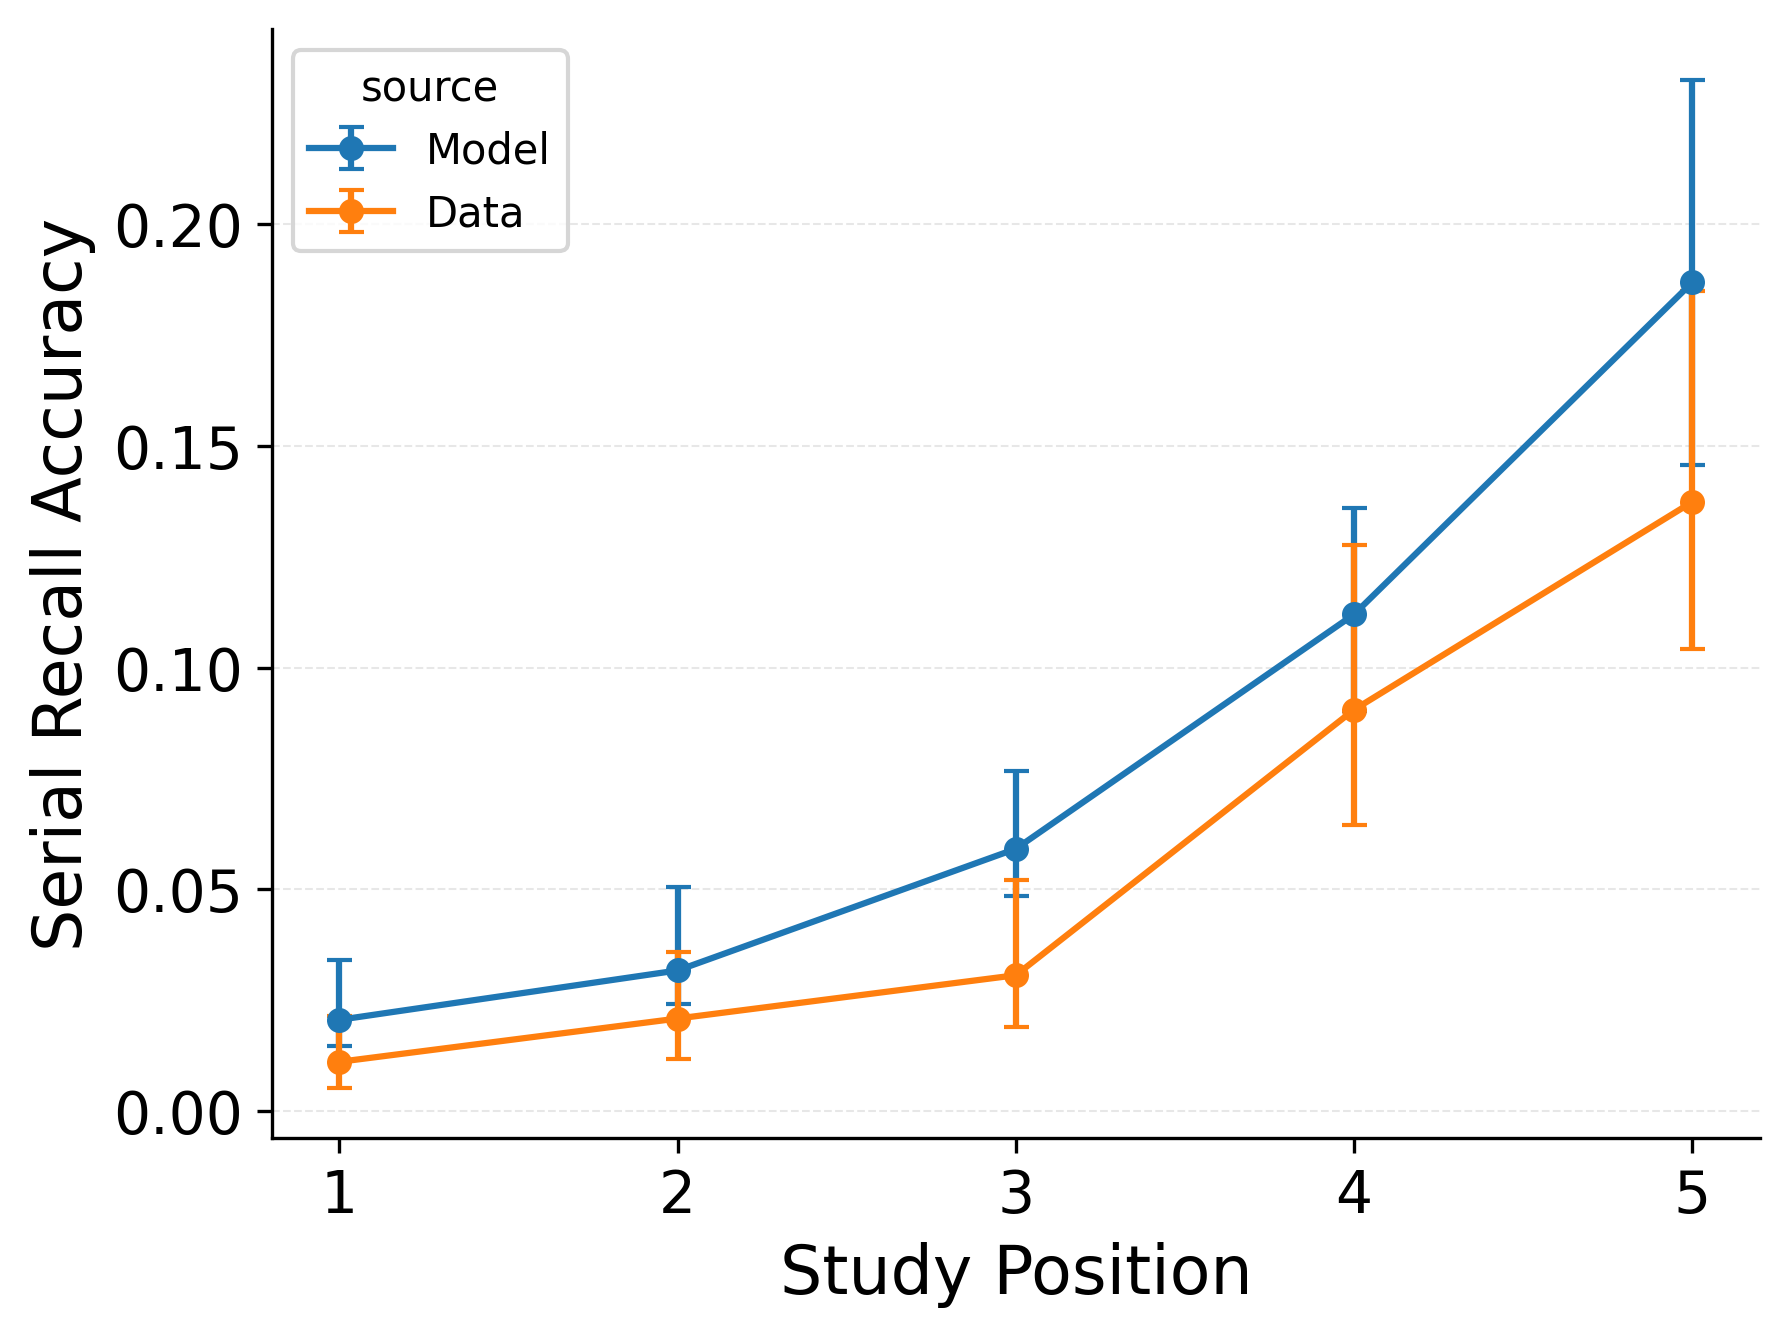 source
Model
Data
Serial Recall Accuracy
0.20
0.15
0.10
0.05
0.00
1 2 3 4 5
Study Position